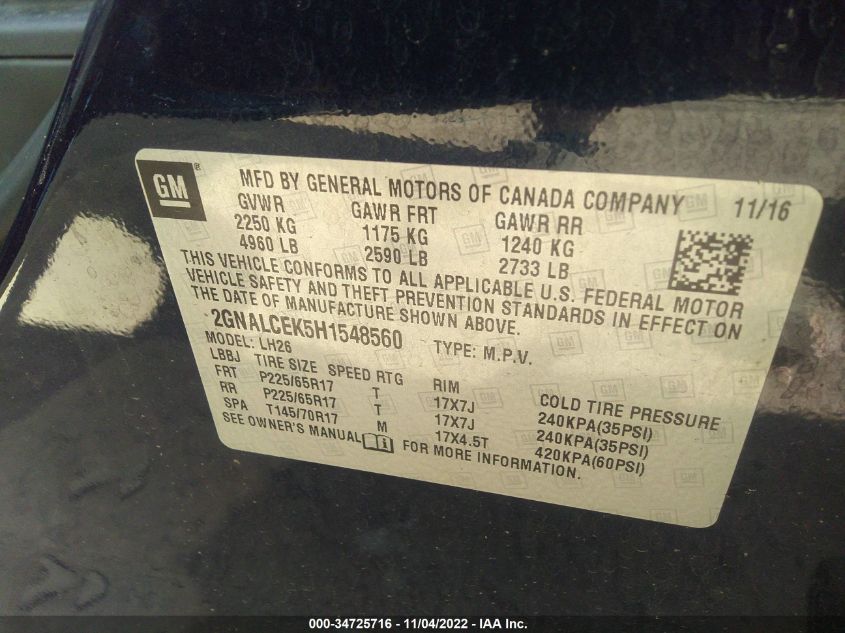 GM ® MFD BY GENERAL MOTORS OF CANADA COMPANY 11/16
GVWR GAWR FRT GAWR RR
2250 KG 1175 KG 1240 KG
4960 LB 2590 LB 2733 LB
THIS VEHICLE CONFORMS TO ALL APPLICABLE U.S. FEDERAL MOTOR
VEHICLE SAFETY AND THEFT PREVENTION STANDARDS IN EFFECT ON
THE DATE OF MANUFACTURE SHOWN ABOVE.
2GNALCEK5H1548560 TYPE: M.P.V.
MODEL: LH26
LBBJ TIRE SIZE SPEED RTG RIM COLD TIRE PRESSURE
FRT P225/65R17 T 17X7J 240KPA(35PSI)
RR P225/65R17 T 17X7J 240KPA(35PSI)
SPA T145/70R17 M 17X4.5T 420KPA(60PSI)
SEE OWNER'S MANUAL FOR MORE INFORMATION.
000-34725716 - 11/04/2022 - IAA Inc.